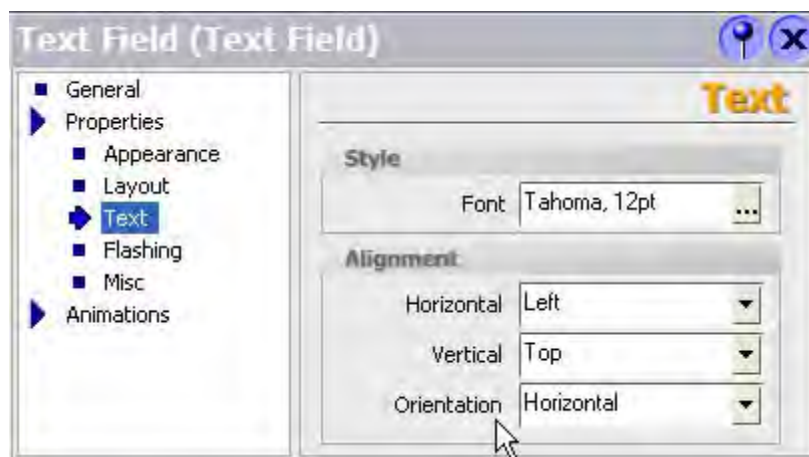 Text Field (Text Field)
General
Properties
Appearance
Layout
Text
Flashing
Misc
Animations
Text
Style
Font Tahoma, 12pt ...
Alignment
Horizontal Left
Vertical Top
Orientation Horizontal